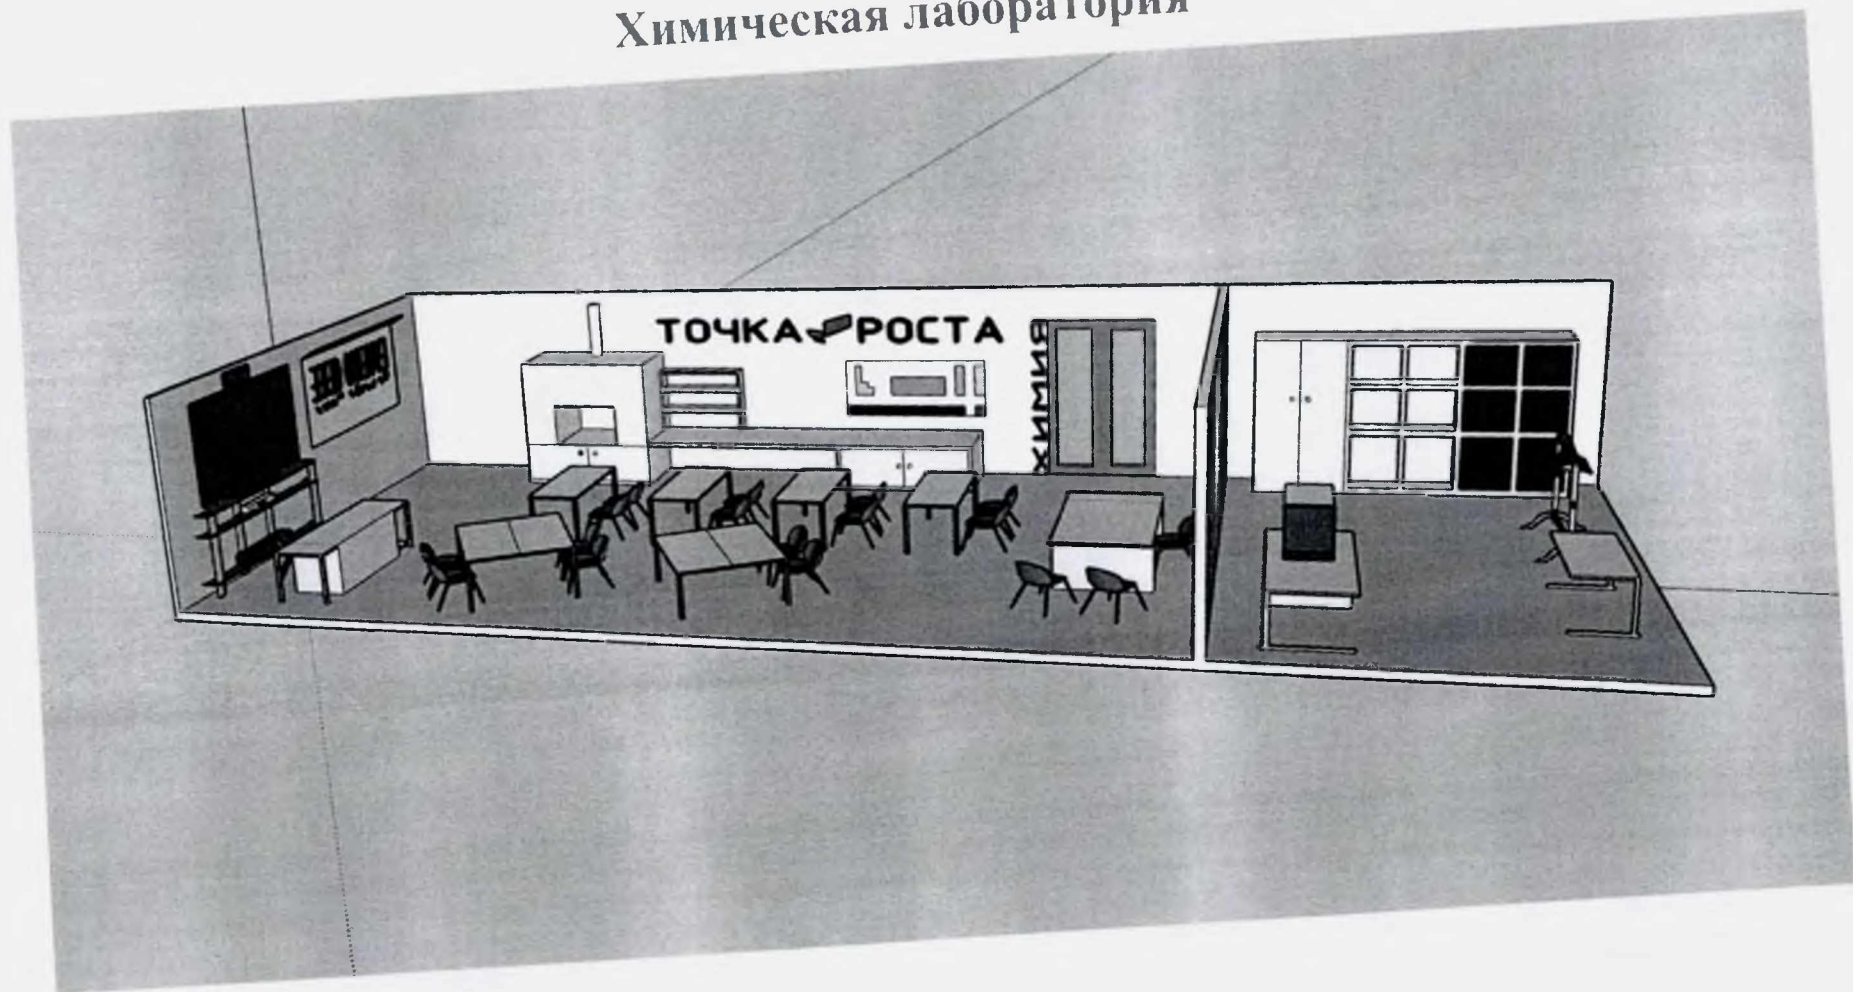 Химическая лаборатория
ТОЧКА РОСТА
ХИМИЯ